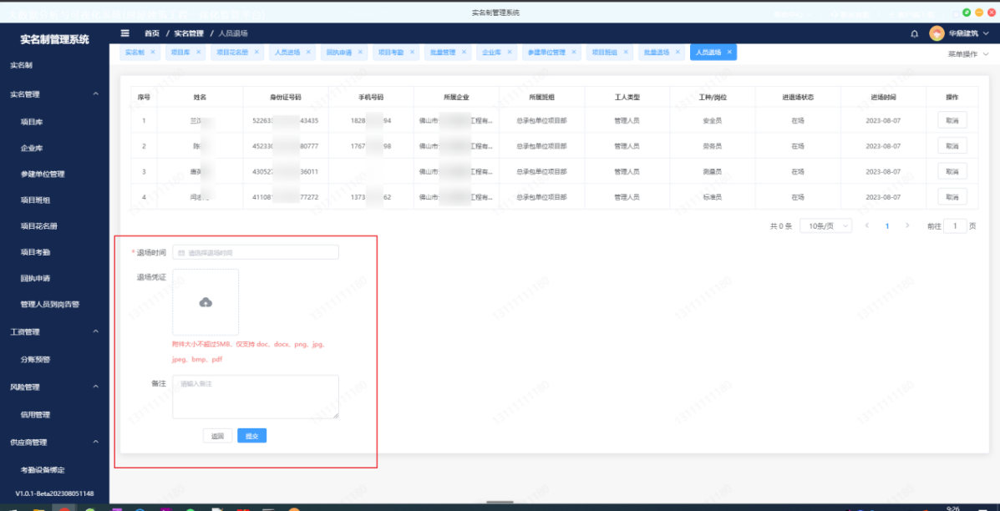 实名制管理系统
实名制管理系统
首页 / 实名管理 / 人员退场
华鼎建筑
实名制 × 项目库 × 项目花名册 × 人员进场 × 回执申请 × 项目考勤 × 批量管理 × 企业库 × 参建单位管理 × 项目班组 × 批量退场 × 人员退场 ×
菜单操作
实名制
实名管理
项目库
企业库
参建单位管理
项目班组
项目花名册
项目考勤
回执申请
管理人员到岗告警
工资管理
分账预警
风险管理
信用管理
供应商管理
考勤设备绑定
V1.0.1-Beta202308051148
序号 姓名 身份证号码 手机号码 所属企业 所属班组 工人类型 工种/岗位 进退场状态 进场时间 操作
1 兰 52263 43435 1828 94 佛山市 工程有... 总承包单位项目部 管理人员 安全员 在场 2023-08-07 取消
2 陈 45233 80777 1767 98 佛山市 工程有... 总承包单位项目部 管理人员 劳务员 在场 2023-08-07 取消
3 唐 43052 36011 佛山市 工程有... 总承包单位项目部 管理人员 测量员 在场 2023-08-07 取消
4 闫 41108 77272 1373 62 佛山市 工程有... 总承包单位项目部 管理人员 标准员 在场 2023-08-07 取消
共 0 条 10条/页 < 1 > 前往 1 页
* 退场时间 请选择退场时间
退场凭证
附件大小不超过5MB、仅支持 doc、docx、png、jpg、
jpeg、bmp、pdf
备注 请输入备注
返回 提交
9:26